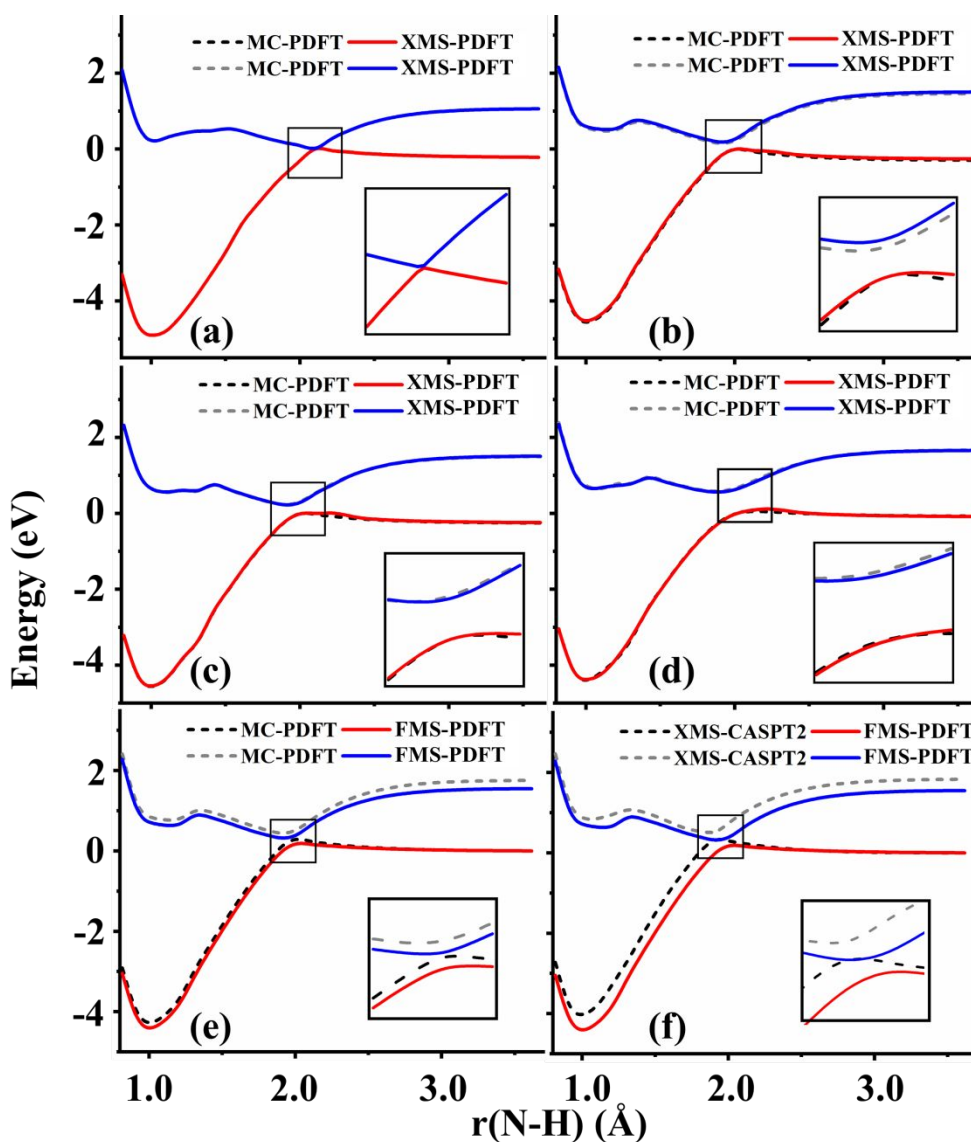 MC-PDFT XMS-PDFT
MC-PDFT XMS-PDFT
2
0
-2
-4
(a)
MC-PDFT XMS-PDFT
MC-PDFT XMS-PDFT
(b)
Energy (eV)
MC-PDFT XMS-PDFT
MC-PDFT XMS-PDFT
2
0
-2
-4
(c)
MC-PDFT XMS-PDFT
MC-PDFT XMS-PDFT
(d)
MC-PDFT FMS-PDFT
MC-PDFT FMS-PDFT
2
0
-2
-4
(e)
XMS-CASPT2 FMS-PDFT
XMS-CASPT2 FMS-PDFT
(f)
1.0 2.0 3.0
1.0 2.0 3.0
r(N-H) (Å)